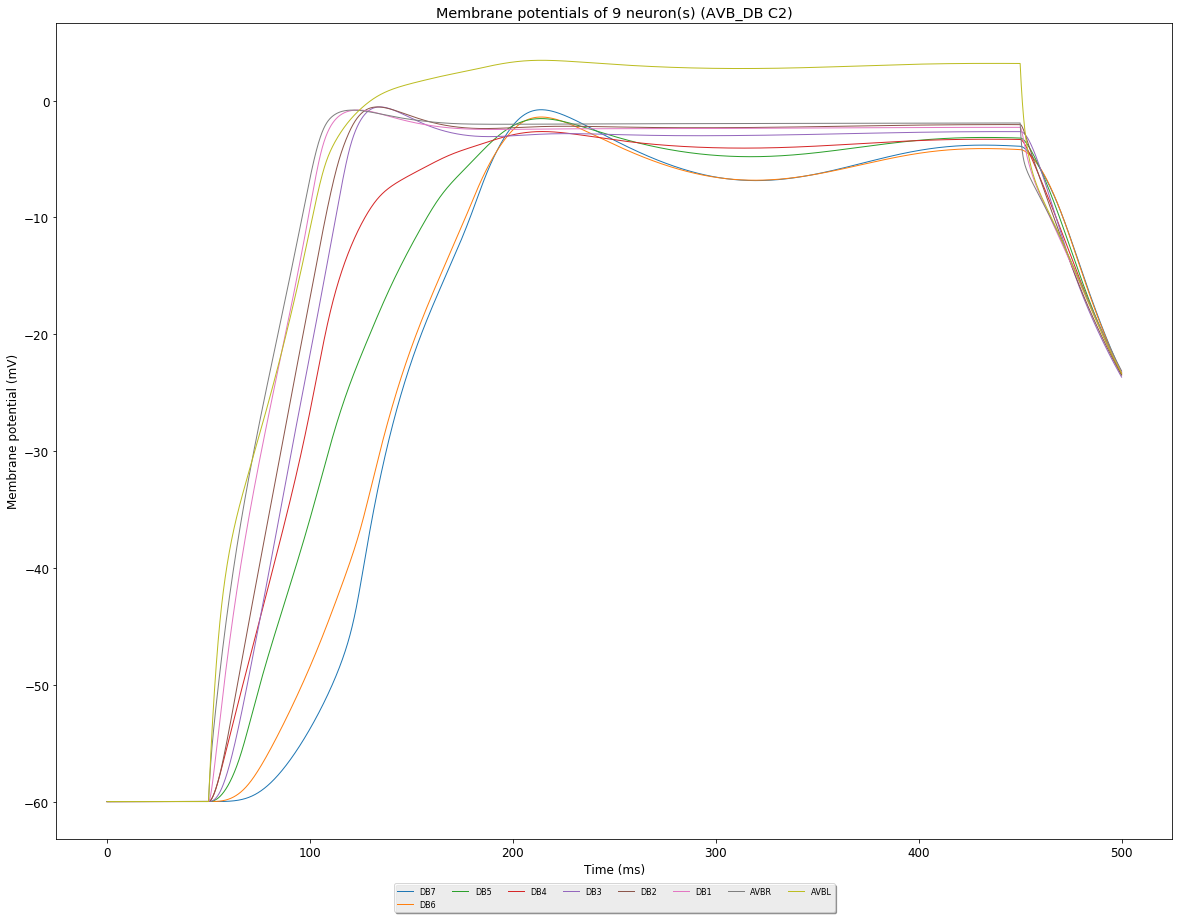 Membrane potentials of 9 neuron(s) (AVB_DB C2)
0
−10
−20
−30
−40
−50
−60
Membrane potential (mV)
0 100 200 300 400 500
Time (ms)
DB7 DB5 DB4 DB3 DB2 DB1 AVBR AVBL
DB6